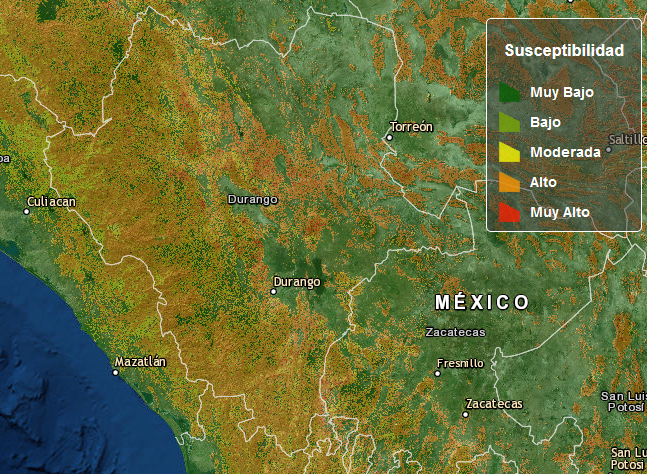 Susceptibilidad
Muy Bajo
Bajo
Moderada
Alto
Muy Alto
Torreón
Saltillo
Culiacan
Durango
Durango
MÉXICO
Zacatecas
Mazatlán
Fresnillo
San Luis
Potosí
Zacatecas
San Lu
Potosí